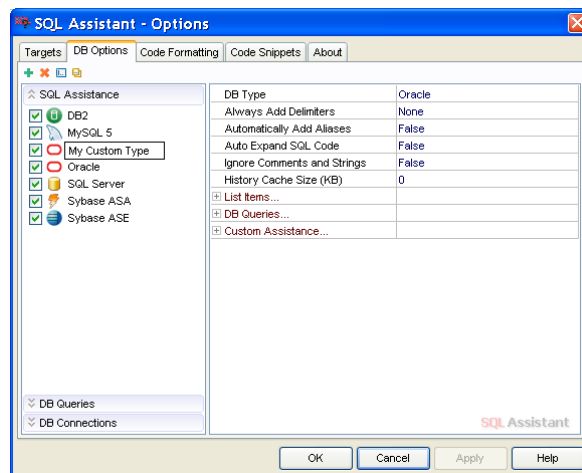 SQL Assistant - Options
Targets DB Options Code Formatting Code Snippets About
SQL Assistance
DB2
MySQL 5
My Custom Type
Oracle
SQL Server
Sybase ASA
Sybase ASE
DB Queries
DB Connections
DB Type Oracle
Always Add Delimiters None
Automatically Add Aliases False
Auto Expand SQL Code False
Ignore Comments and Strings False
History Cache Size (KB) 0
List Items...
DB Queries...
Custom Assistance...
SQL Assistant
OK Cancel Apply Help